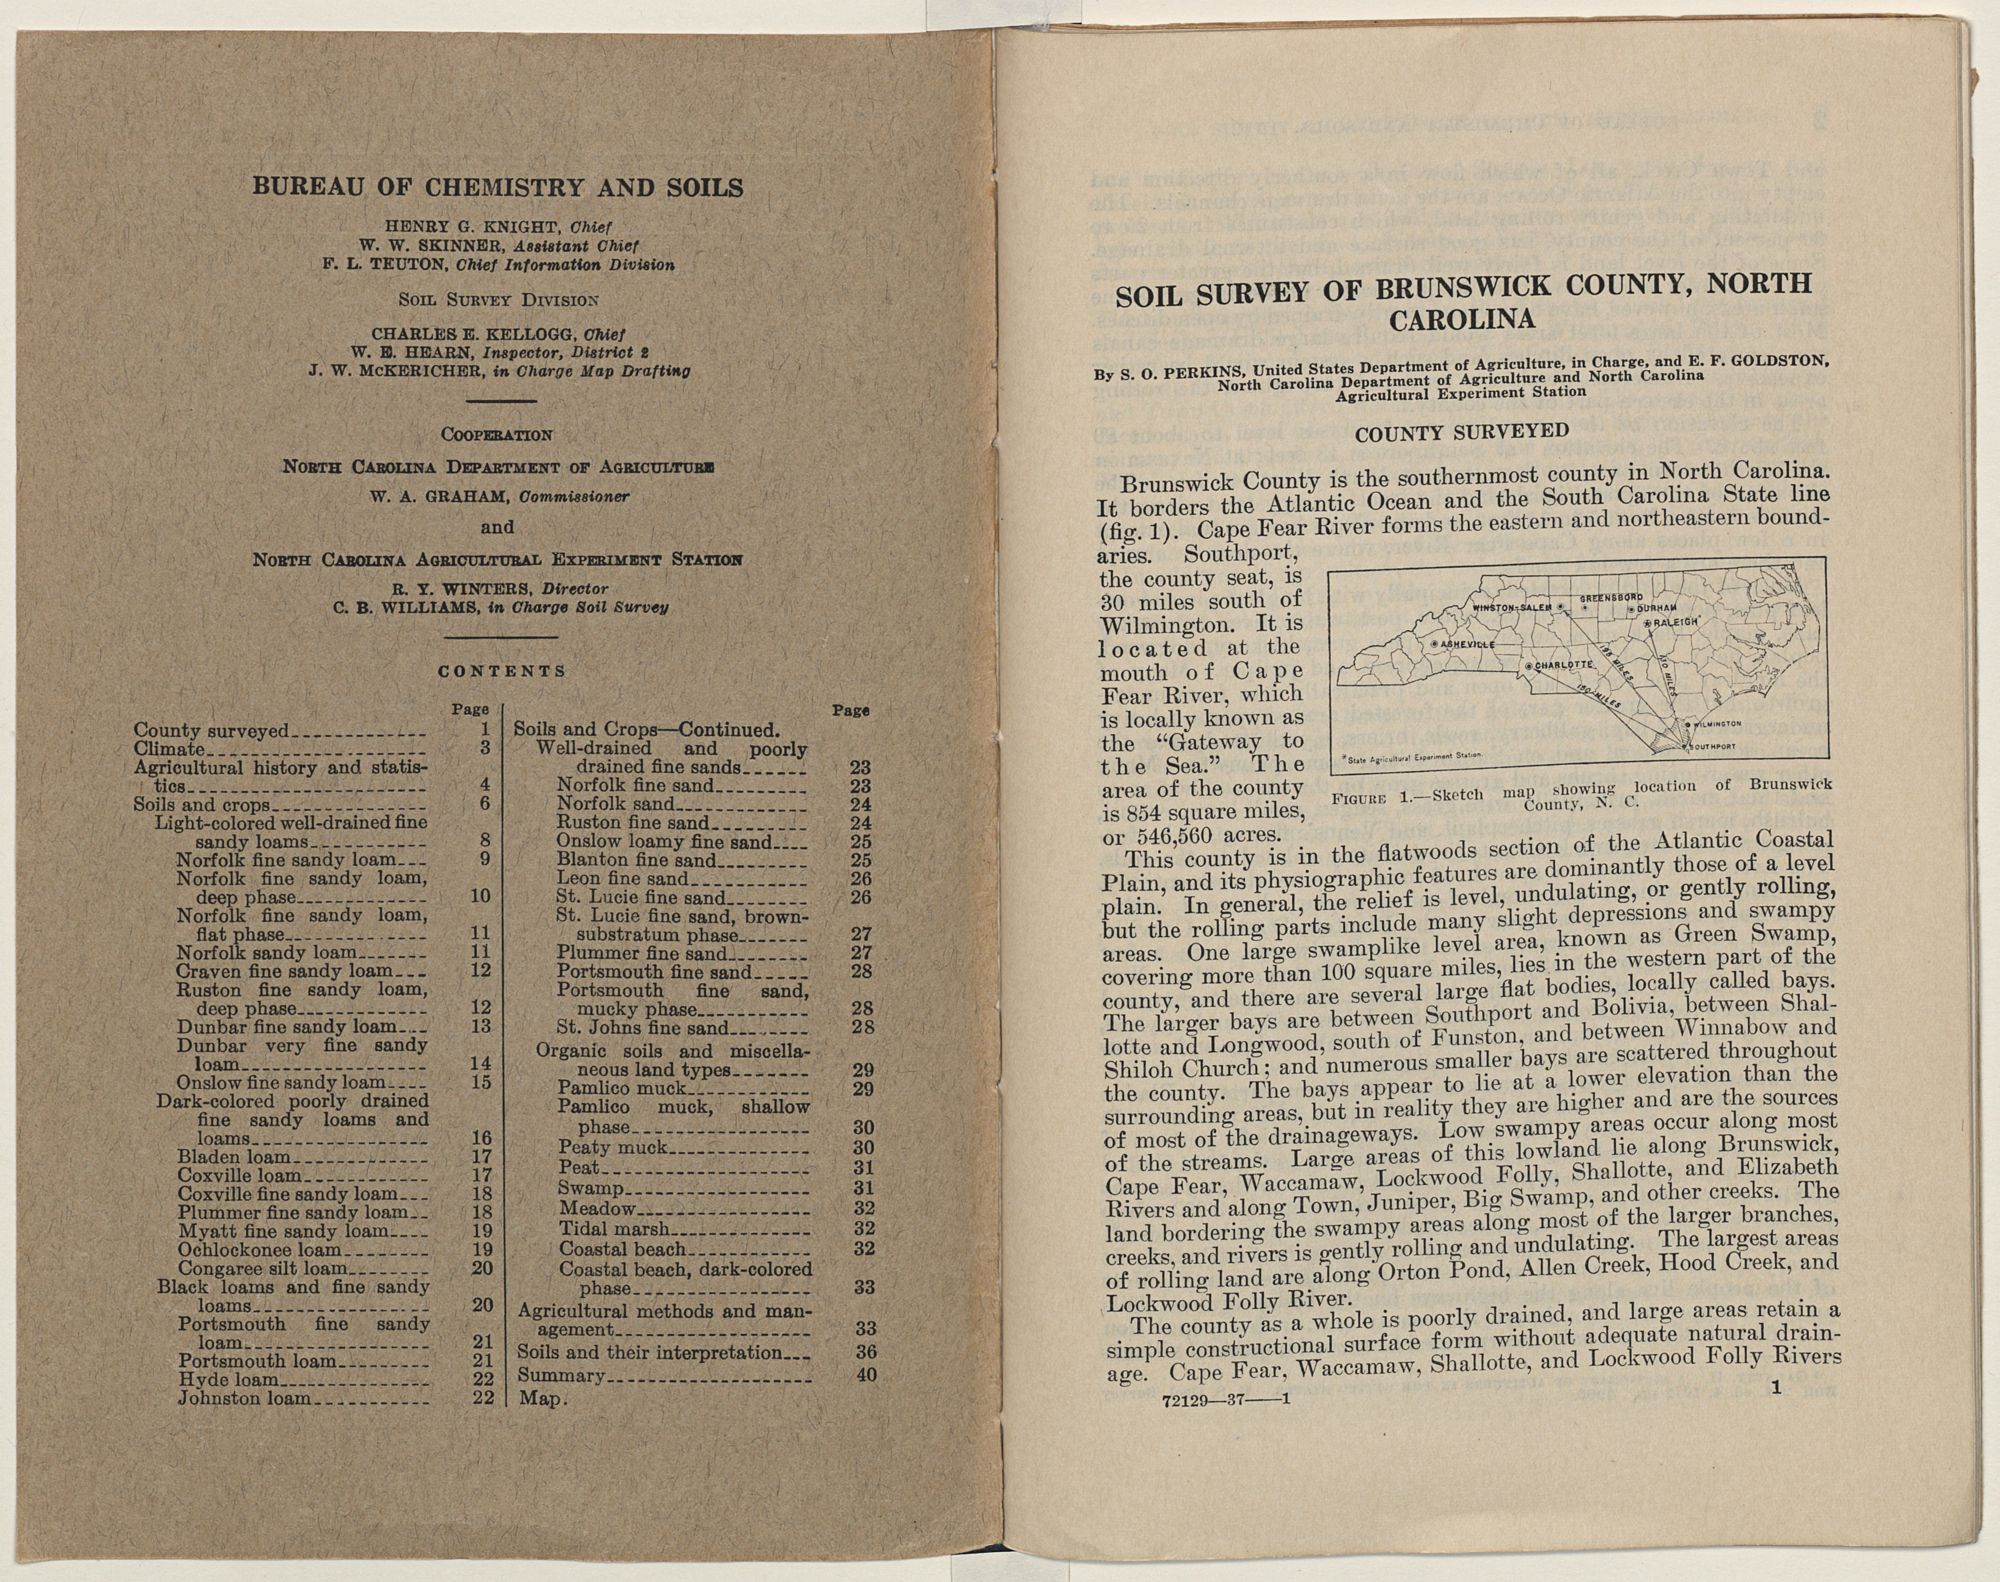 BUREAU OF CHEMISTRY AND SOILS
HENRY G. KNIGHT, Chief
W. W. SKINNER, Assistant Chief
F. L. TEUTON, Chief Information Division
SOIL SURVEY DIVISION
CHARLES E. KELLOGG, Chief
W. E. HEARN, Inspector, District 2
J. W. McKERICHER, in Charge Map Drafting
COOPERATION
NORTH CAROLINA DEPARTMENT OF AGRICULTURE
W. A. GRAHAM, Commissioner
and
NORTH CAROLINA AGRICULTURAL EXPERIMENT STATION
R. Y. WINTERS, Director
C. B. WILLIAMS, in Charge Soil Survey
CONTENTS
Page
County surveyed 1
Climate 3
Agricultural history and statis-
tics 4
Soils and crops 6
Light-colored well-drained fine
sandy loams 8
Norfolk fine sandy loam 9
Norfolk fine sandy loam,
deep phase 10
Norfolk fine sandy loam,
flat phase 11
Norfolk sandy loam 11
Craven fine sandy loam 12
Ruston fine sandy loam,
deep phase 12
Dunbar fine sandy loam 13
Dunbar very fine sandy
loam 14
Onslow fine sandy loam 15
Dark-colored poorly drained
fine sandy loams and
loams 16
Bladen loam 17
Coxville loam 17
Coxville fine sandy loam 18
Plummer fine sandy loam 18
Myatt fine sandy loam 19
Ochlockonee loam 19
Congaree silt loam 20
Black loams and fine sandy
loams 20
Portsmouth fine sandy
loam 21
Portsmouth loam 21
Hyde loam 22
Johnston loam 22
Page
Soils and Crops—Continued.
Well-drained and poorly
drained fine sands 23
Norfolk fine sand 23
Norfolk sand 24
Ruston fine sand 24
Onslow loamy fine sand 25
Blanton fine sand 25
Leon fine sand 26
St. Lucie fine sand 26
St. Lucie fine sand, brown-
substratum phase 27
Plummer fine sand 27
Portsmouth fine sand 28
Portsmouth fine sand,
mucky phase 28
St. Johns fine sand 28
Organic soils and miscella-
neous land types 29
Pamlico muck 29
Pamlico muck, shallow
phase 30
Peaty muck 30
Peat 31
Swamp 31
Meadow 32
Tidal marsh 32
Coastal beach 32
Coastal beach, dark-colored
phase 33
Agricultural methods and man-
agement 33
Soils and their interpretation 36
Summary 40
Map.
SOIL SURVEY OF BRUNSWICK COUNTY, NORTH
CAROLINA
By S. O. PERKINS, United States Department of Agriculture, in Charge, and E. F. GOLDSTON,
North Carolina Department of Agriculture and North Carolina
Agricultural Experiment Station
COUNTY SURVEYED
Brunswick County is the southernmost county in North Carolina.
It borders the Atlantic Ocean and the South Carolina State line
(fig. 1). Cape Fear River forms the eastern and northeastern bound-
aries. Southport,
the county seat, is
30 miles south of
Wilmington. It is
located at the
mouth of Cape
Fear River, which
is locally known as
the "Gateway to
the Sea." The
area of the county
is 854 square miles,
or 546,560 acres.
WINSTON-SALEM
GREENSBORO
DURHAM
RALEIGH
ASHEVILLE
CHARLOTTE
195 MILES
150 MILES
MILES
WILMINGTON
SOUTHPORT
*State Agricultural Experiment Station.
FIGURE 1.—Sketch map showing location of Brunswick
County, N. C.
This county is in the flatwoods section of the Atlantic Coastal
Plain, and its physiographic features are dominantly those of a level
plain. In general, the relief is level, undulating, or gently rolling,
but the rolling parts include many slight depressions and swampy
areas. One large swamplike level area, known as Green Swamp,
covering more than 100 square miles, lies in the western part of the
county, and there are several large flat bodies, locally called bays.
The larger bays are between Southport and Bolivia, between Shal-
lotte and Longwood, south of Funston, and between Winnabow and
Shiloh Church; and numerous smaller bays are scattered throughout
the county. The bays appear to lie at a lower elevation than the
surrounding areas, but in reality they are higher and are the sources
of most of the drainageways. Low swampy areas occur along most
of the streams. Large areas of this lowland lie along Brunswick,
Cape Fear, Waccamaw, Lockwood Folly, Shallotte, and Elizabeth
Rivers and along Town, Juniper, Big Swamp, and other creeks. The
land bordering the swampy areas along most of the larger branches,
creeks, and rivers is gently rolling and undulating. The largest areas
of rolling land are along Orton Pond, Allen Creek, Hood Creek, and
Lockwood Folly River.
The county as a whole is poorly drained, and large areas retain a
simple constructional surface form without adequate natural drain-
age. Cape Fear, Waccamaw, Shallotte, and Lockwood Folly Rivers
72129—37——1
1